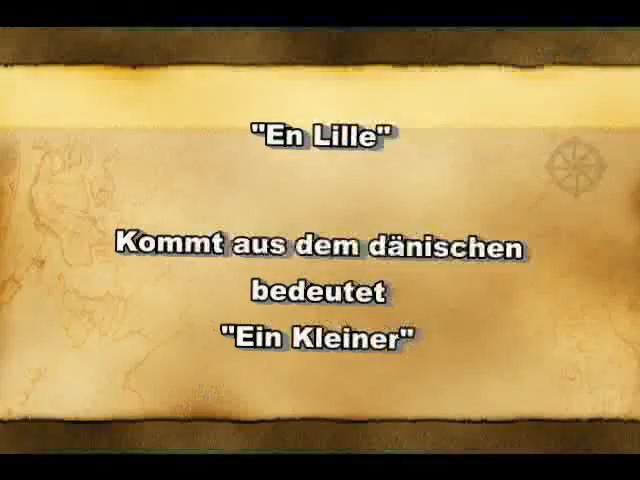 "En Lille"
Kommt aus dem dänischen
bedeutet
"Ein Kleiner"